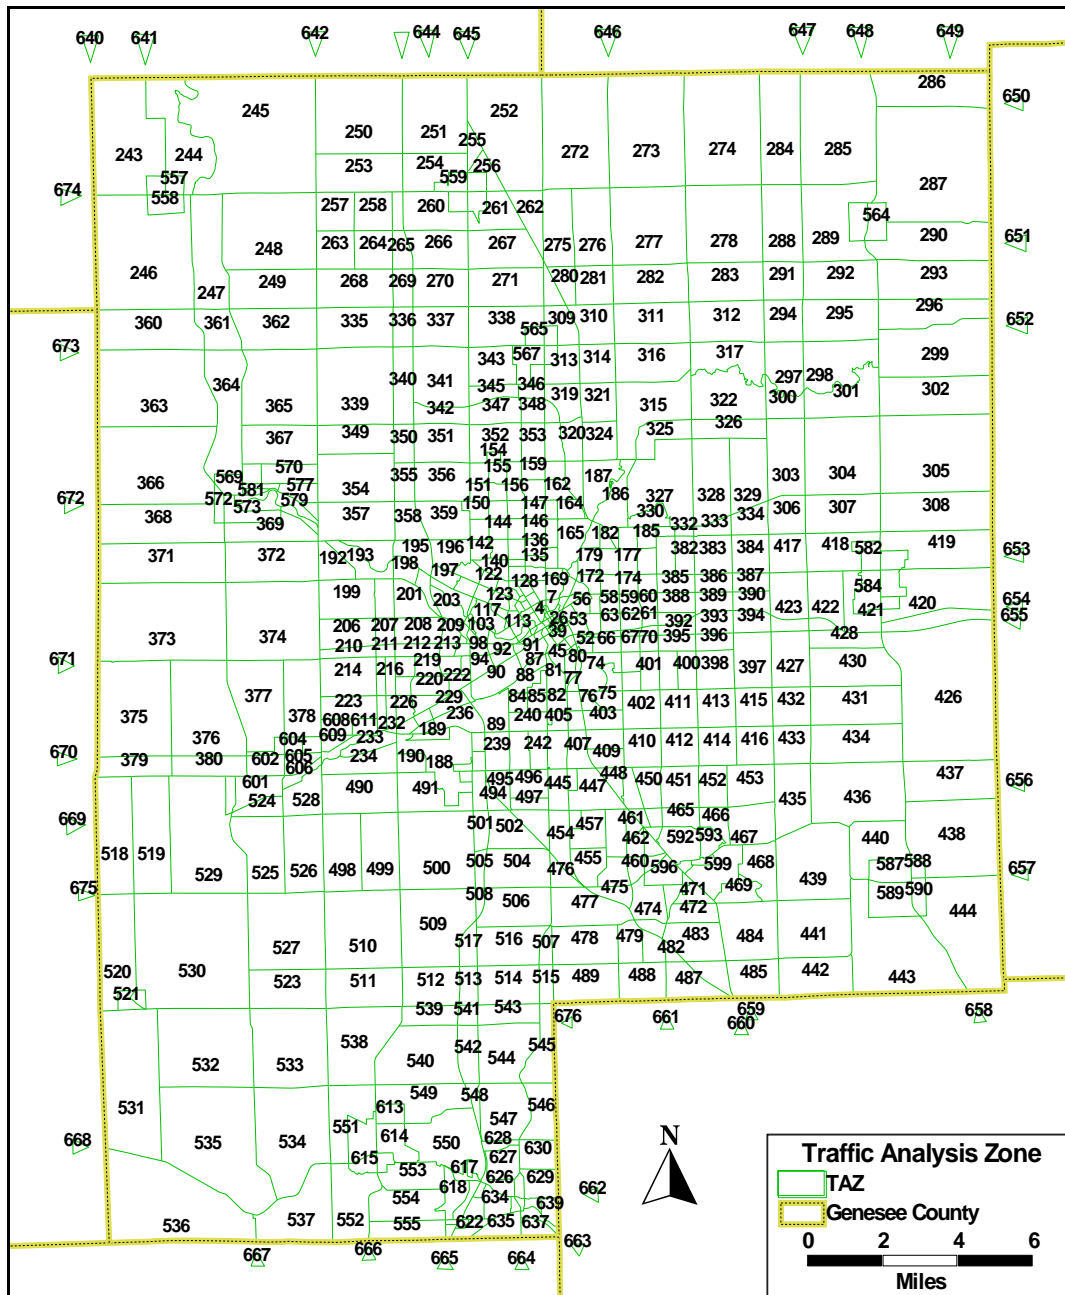 640 641 642 644 645 646 647 648 649
245 252 286 650
250 251 255
243 244 253 254 256 272 273 274 284 285
557 559 287
674 558 257 258 260 261 262 564
248 263 264 265 266 267 275 276 277 278 288 289 290 651
246 247 249 268 269 270 271 280 281 282 283 291 292 293
360 361 362 335 336 337 338 309 310 311 312 294 295 296 652
565
673 343 567 313 314 316 317 299
364 340 341 345 346 297 298 302
363 365 339 342 347 348 319 321 315 322 300 301
367 349 350 351 352 353 320 324 325 326
154
366 569 570 577 354 355 356 155 159 187 303 304 305
672 572 581 579 151 156 162 186 327 328 329
368 573 369 357 358 359 150 147 164 330 334 306 307 308
144 146 165 182 185 332 333
371 372 192 193 195 196 142 136 135 179 177 382 383 384 417 418 582 419 653
198 197 140 122 128 169 172 174 385 386 387
199 201 203 123 7 56 58 59 60 388 389 390 584 654
117 4 423 422 421 420 655
373 374 206 207 208 209 103 113 26 53 63 62 61 392 393 394
210 211 212 213 98 92 91 39 52 66 67 70 395 396 428
671 214 216 219 94 87 45 80 74 401 400 398 397 427 430
377 220 222 90 88 81 77
375 378 223 226 229 84 85 82 76 75 402 411 413 415 432 431 426
608 611 232 236 240 405 403
376 604 609 233 189 89
670 379 380 602 605 234 190 188 239 242 407 409 410 412 414 416 433 434
606 437 656
601 524 528 490 491 495 496 445 447 448 450 451 452 453
494 497 435 436
669 501 502 454 457 461 465 466 438
518 519 462 592 593 467 440
529 525 526 498 499 500 505 504 476 455 460 596 599 468 587 588 657
675 475 471 469 439
508 506 477 474 472 589 590 444
509
527 510 517 516 507 478 479 482 483 484 441
520 530 523 511 512 513 514 515 489 488 487 485 442 443
521
539 541 543 676 661 659 658
660
538 542 545
532 533 540 544
549 548 546
531 613 547
668 535 534 551 614 550 628 630
615 553 617 627
626 629
618 662
554 634 639
536 537 552 555 622 635 637
667 666 665 664 663
N
Traffic Analysis Zone
TAZ
Genesee County
0 2 4 6
Miles